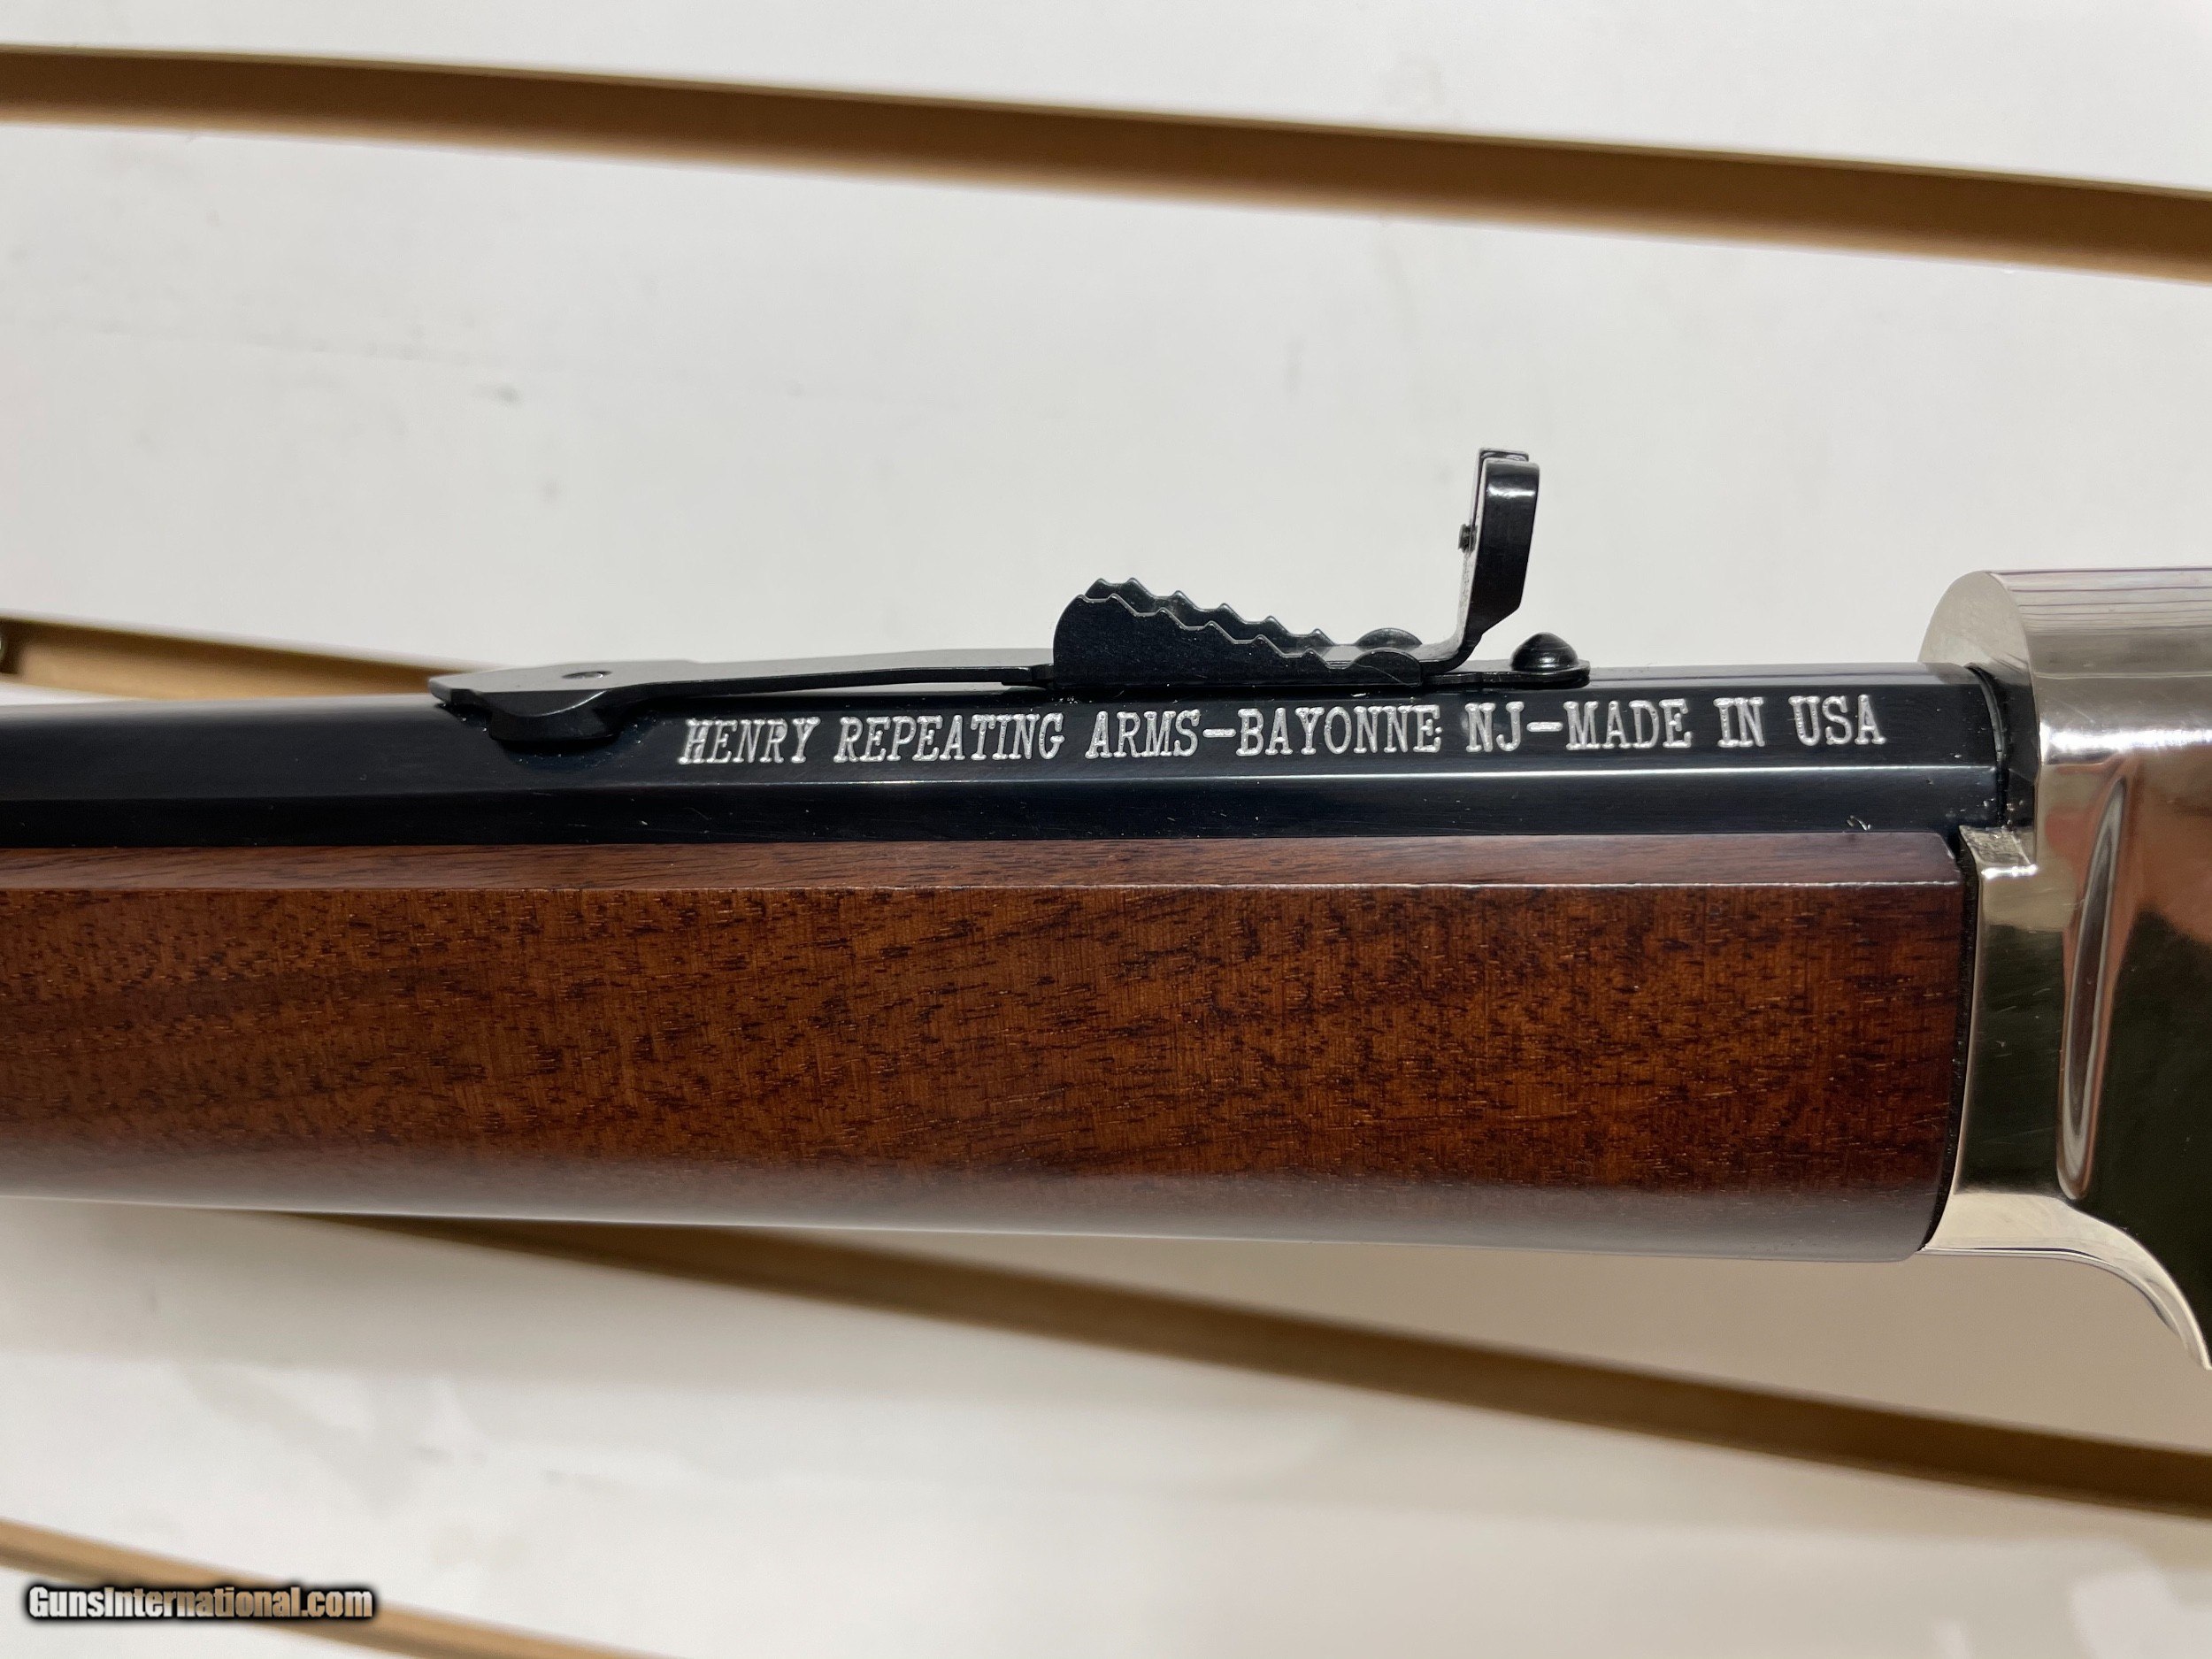 HENRY REPEATING ARMS-BAYONNE NJ-MADE IN USA
GunsInternational.com